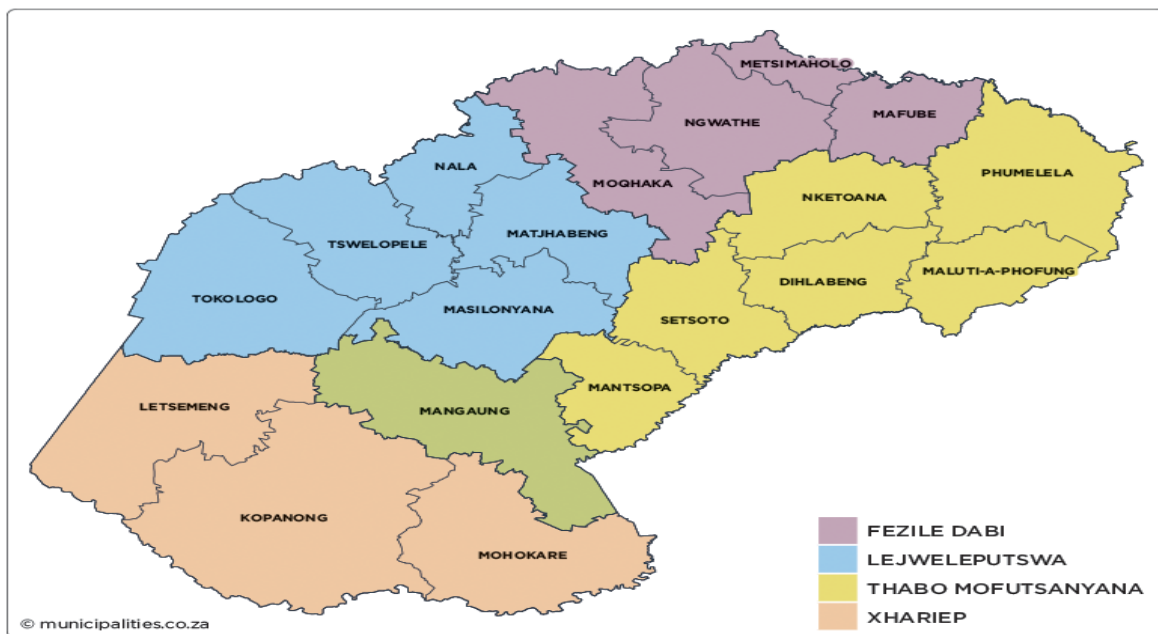 METSIMAHOLO
MAFUBE
NGWATHE
NALA
MOQHAKA
PHUMELELA
NKETOANA
MATJHABENG
TSWELOPELE
MALUTI-A-PHOFUNG
DIHLABENG
TOKOLOGO
MASILONYANA
SETSOTO
MANTSOPA
LETSEMENG
MANGAUNG
KOPANONG
MOHOKARE
FEZILE DABI
LEJWELEPUTSWA
THABO MOFUTSANYANA
XHARIEP
© municipalities.co.za